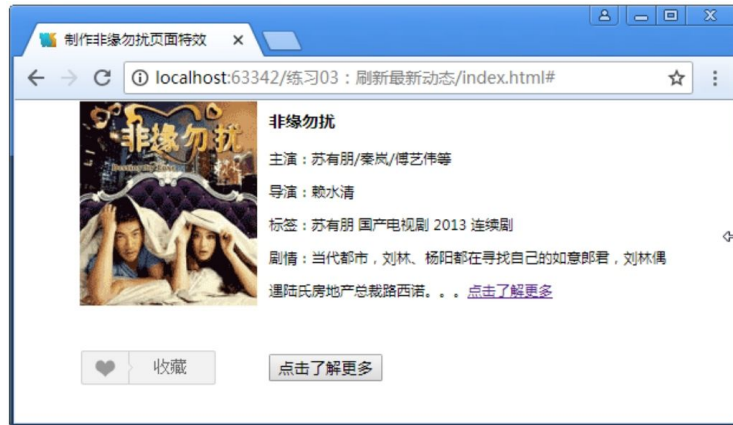 制作非缘勿扰页面特效
localhost:63342/练习03：刷新最新动态/index.html#
非缘勿扰
非缘勿扰
主演：苏有朋/秦岚/傅艺伟等
导演：赖水清
标签：苏有朋 国产电视剧 2013 连续剧
剧情：当代都市，刘林、杨阳都在寻找自己的如意郎君，刘林偶
遇陆氏房地产总裁路西诺。。。点击了解更多
收藏
点击了解更多